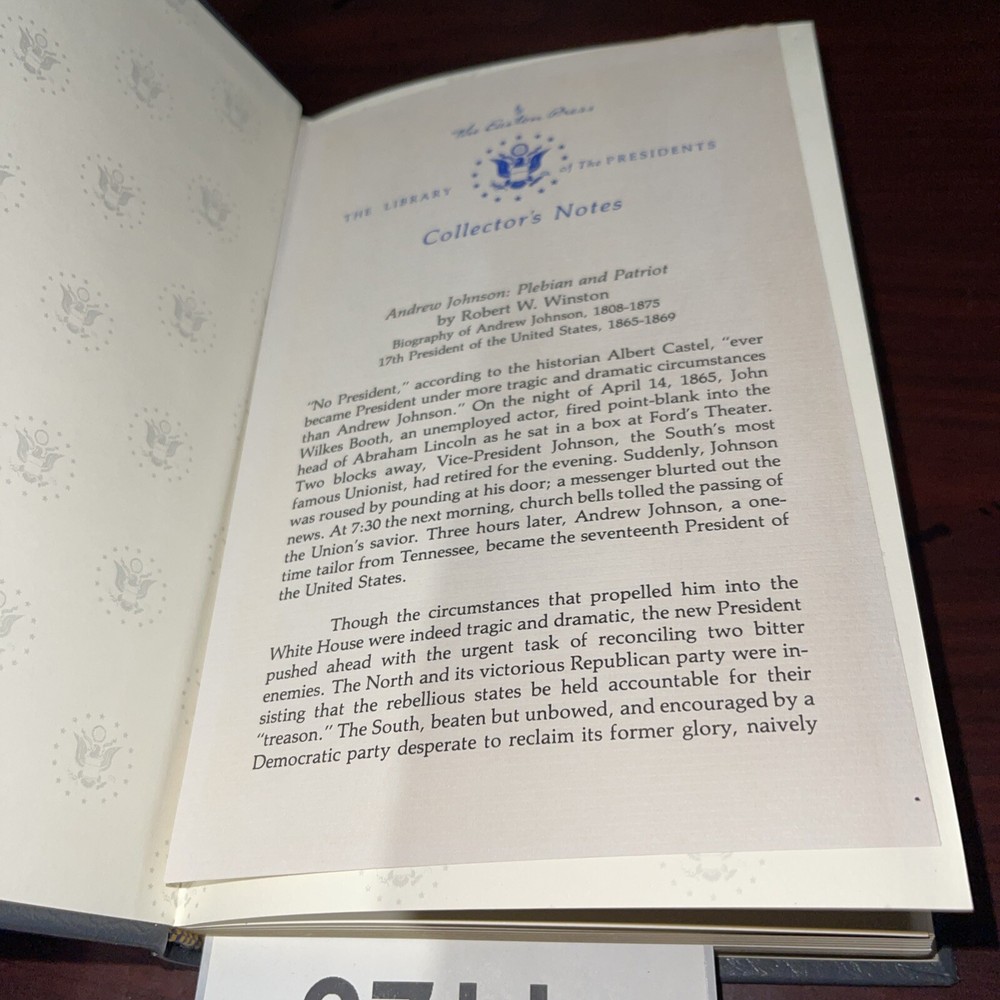 The Easton Press
THE LIBRARY of The PRESIDENTS
Collector's Notes
Andrew Johnson: Plebian and Patriot
by Robert W. Winston
Biography of Andrew Johnson, 1808-1875
17th President of the United States, 1865-1869
"No President," according to the historian Albert Castel, "ever
became President under more tragic and dramatic circumstances
than Andrew Johnson." On the night of April 14, 1865, John
Wilkes Booth, an unemployed actor, fired point-blank into the
head of Abraham Lincoln as he sat in a box at Ford's Theater.
Two blocks away, Vice-President Johnson, the South's most
famous Unionist, had retired for the evening. Suddenly, Johnson
was roused by pounding at his door; a messenger blurted out the
news. At 7:30 the next morning, church bells tolled the passing of
the Union's savior. Three hours later, Andrew Johnson, a one-
time tailor from Tennessee, became the seventeenth President of
the United States.
Though the circumstances that propelled him into the
White House were indeed tragic and dramatic, the new President
pushed ahead with the urgent task of reconciling two bitter
enemies. The North and its victorious Republican party were in-
sisting that the rebellious states be held accountable for their
"treason." The South, beaten but unbowed, and encouraged by a
Democratic party desperate to reclaim its former glory, naively